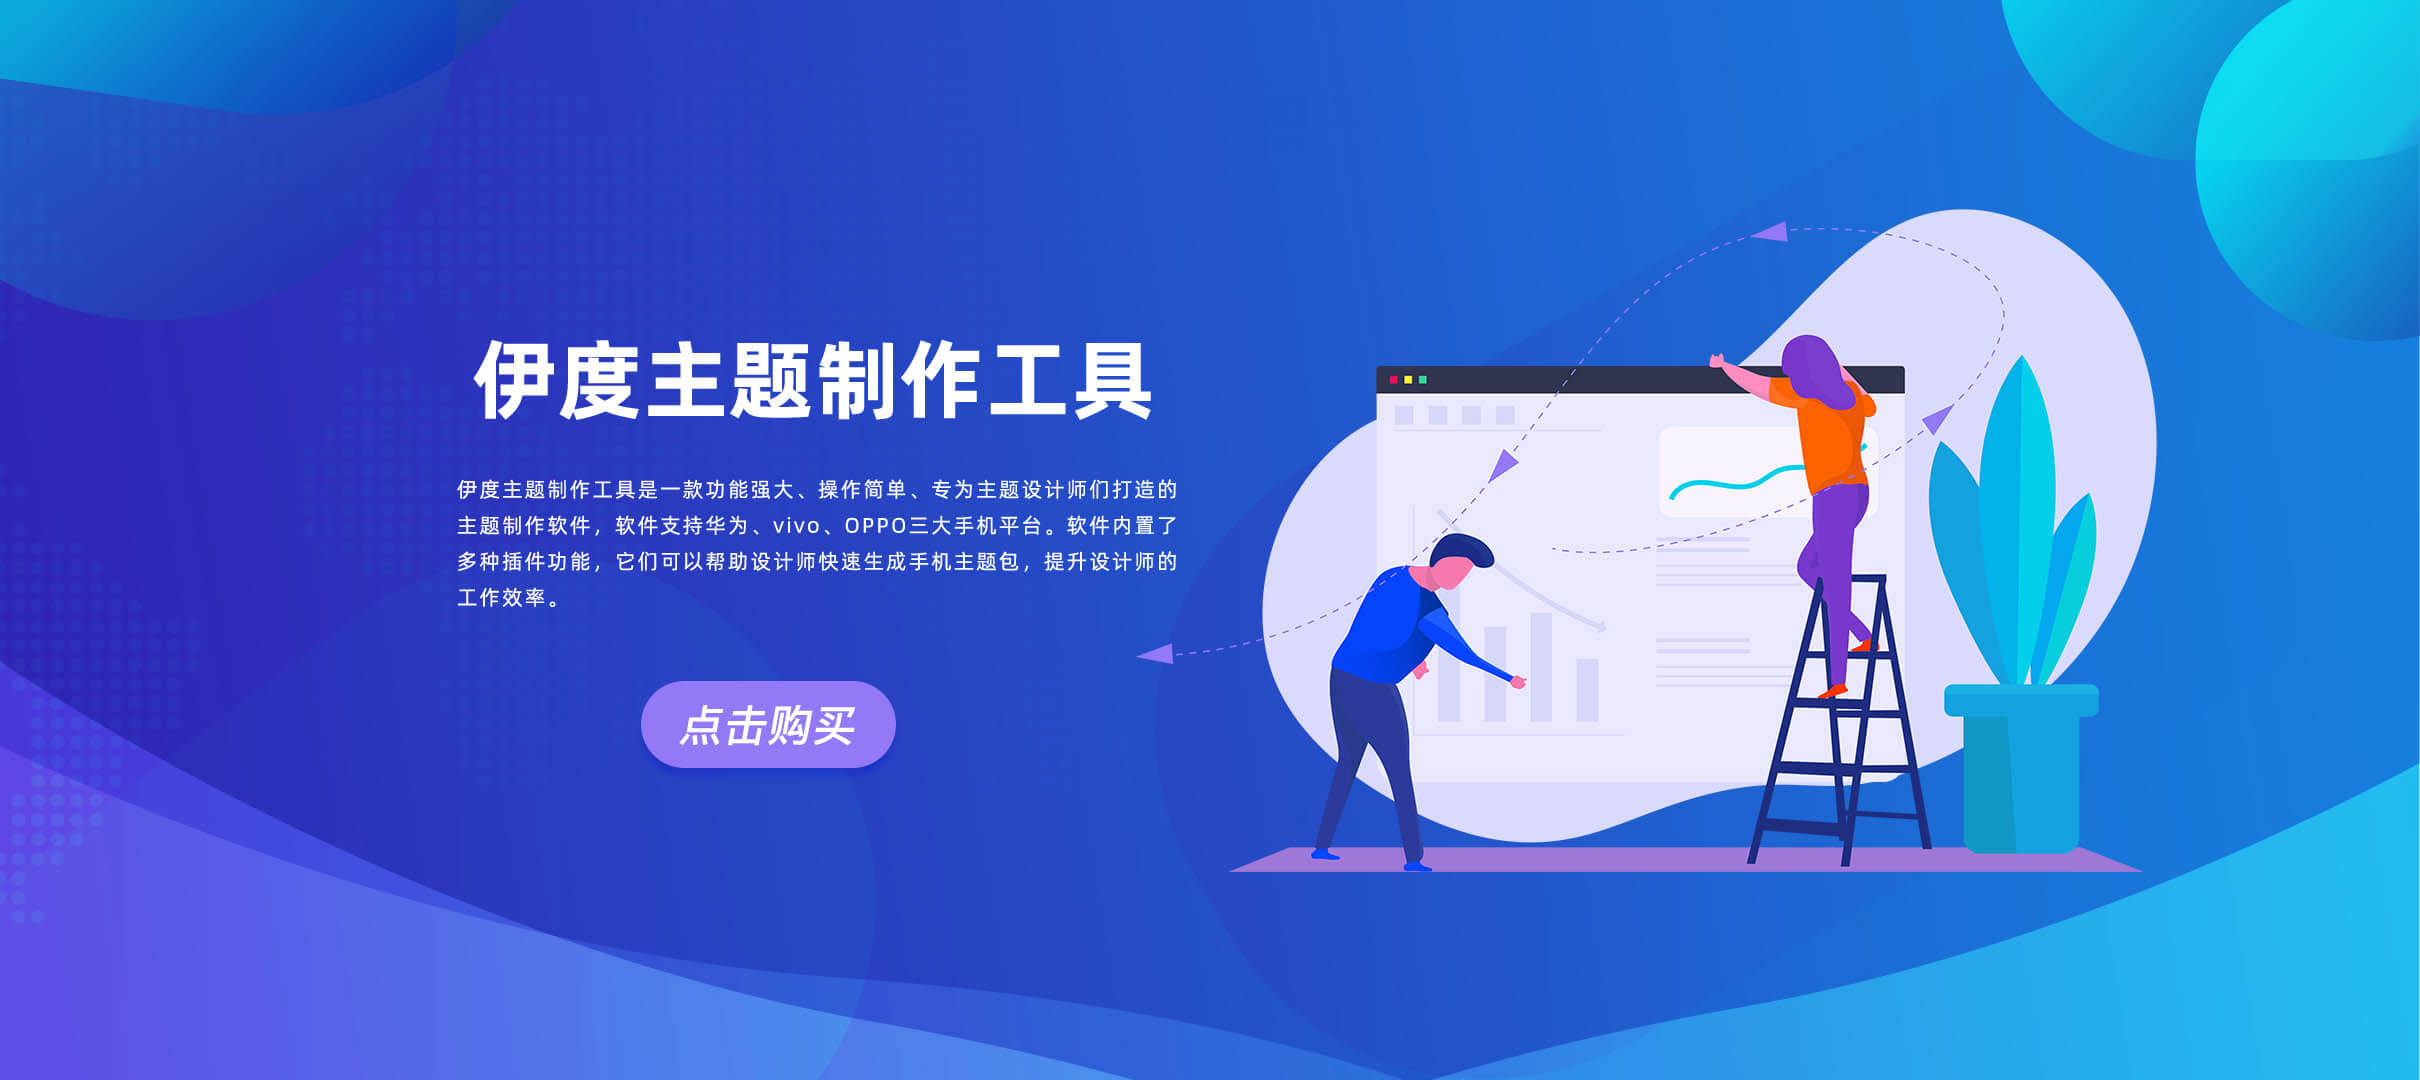 伊度主题制作工具
伊度主题制作工具是一款功能强大、操作简单、专为主题设计师们打造的
主题制作软件，软件支持华为、vivo、OPPO三大手机平台。软件内置了
多种插件功能，它们可以帮助设计师快速生成手机主题包，提升设计师的
工作效率。
点击购买